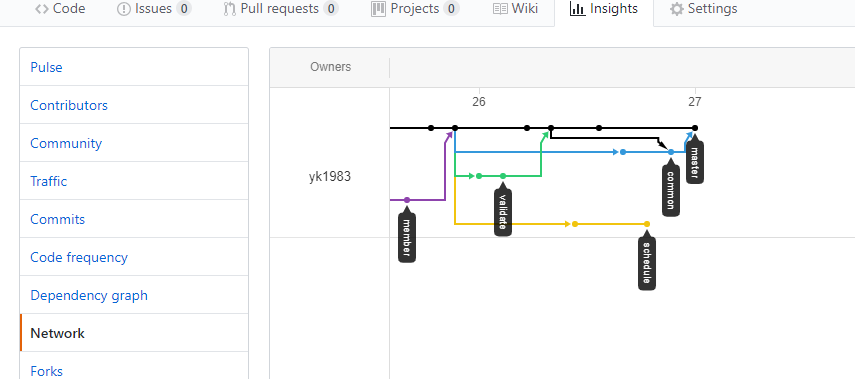 Code Issues 0 Pull requests 0 Projects 0 Wiki Insights Settings
Pulse
Contributors
Community
Traffic
Commits
Code frequency
Dependency graph
Network
Forks
Owners
26 27
yk1983
member
validate
schedule
common
master